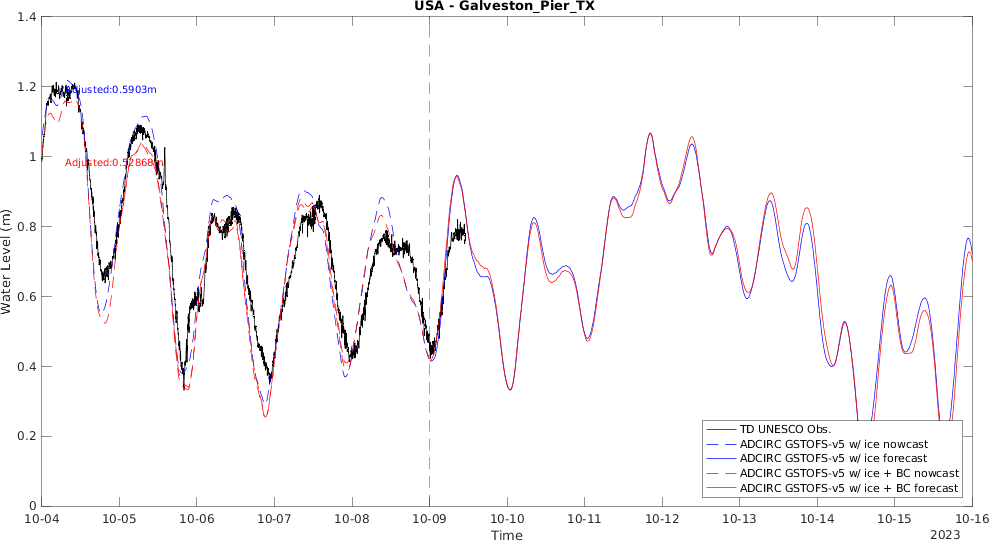 USA - Galveston_Pier_TX
1.4
1.2
1
0.8
0.6
0.4
0.2
0
Water Level (m)
Adjusted:0.5903m
Adjusted:0.52868m
TD UNESCO Obs.
ADCIRC GSTOFS-v5 w/ ice nowcast
ADCIRC GSTOFS-v5 w/ ice forecast
ADCIRC GSTOFS-v5 w/ ice + BC nowcast
ADCIRC GSTOFS-v5 w/ ice + BC forecast
10-04 10-05 10-06 10-07 10-08 10-09 10-10 10-11 10-12 10-13 10-14 10-15 10-16
Time
2023